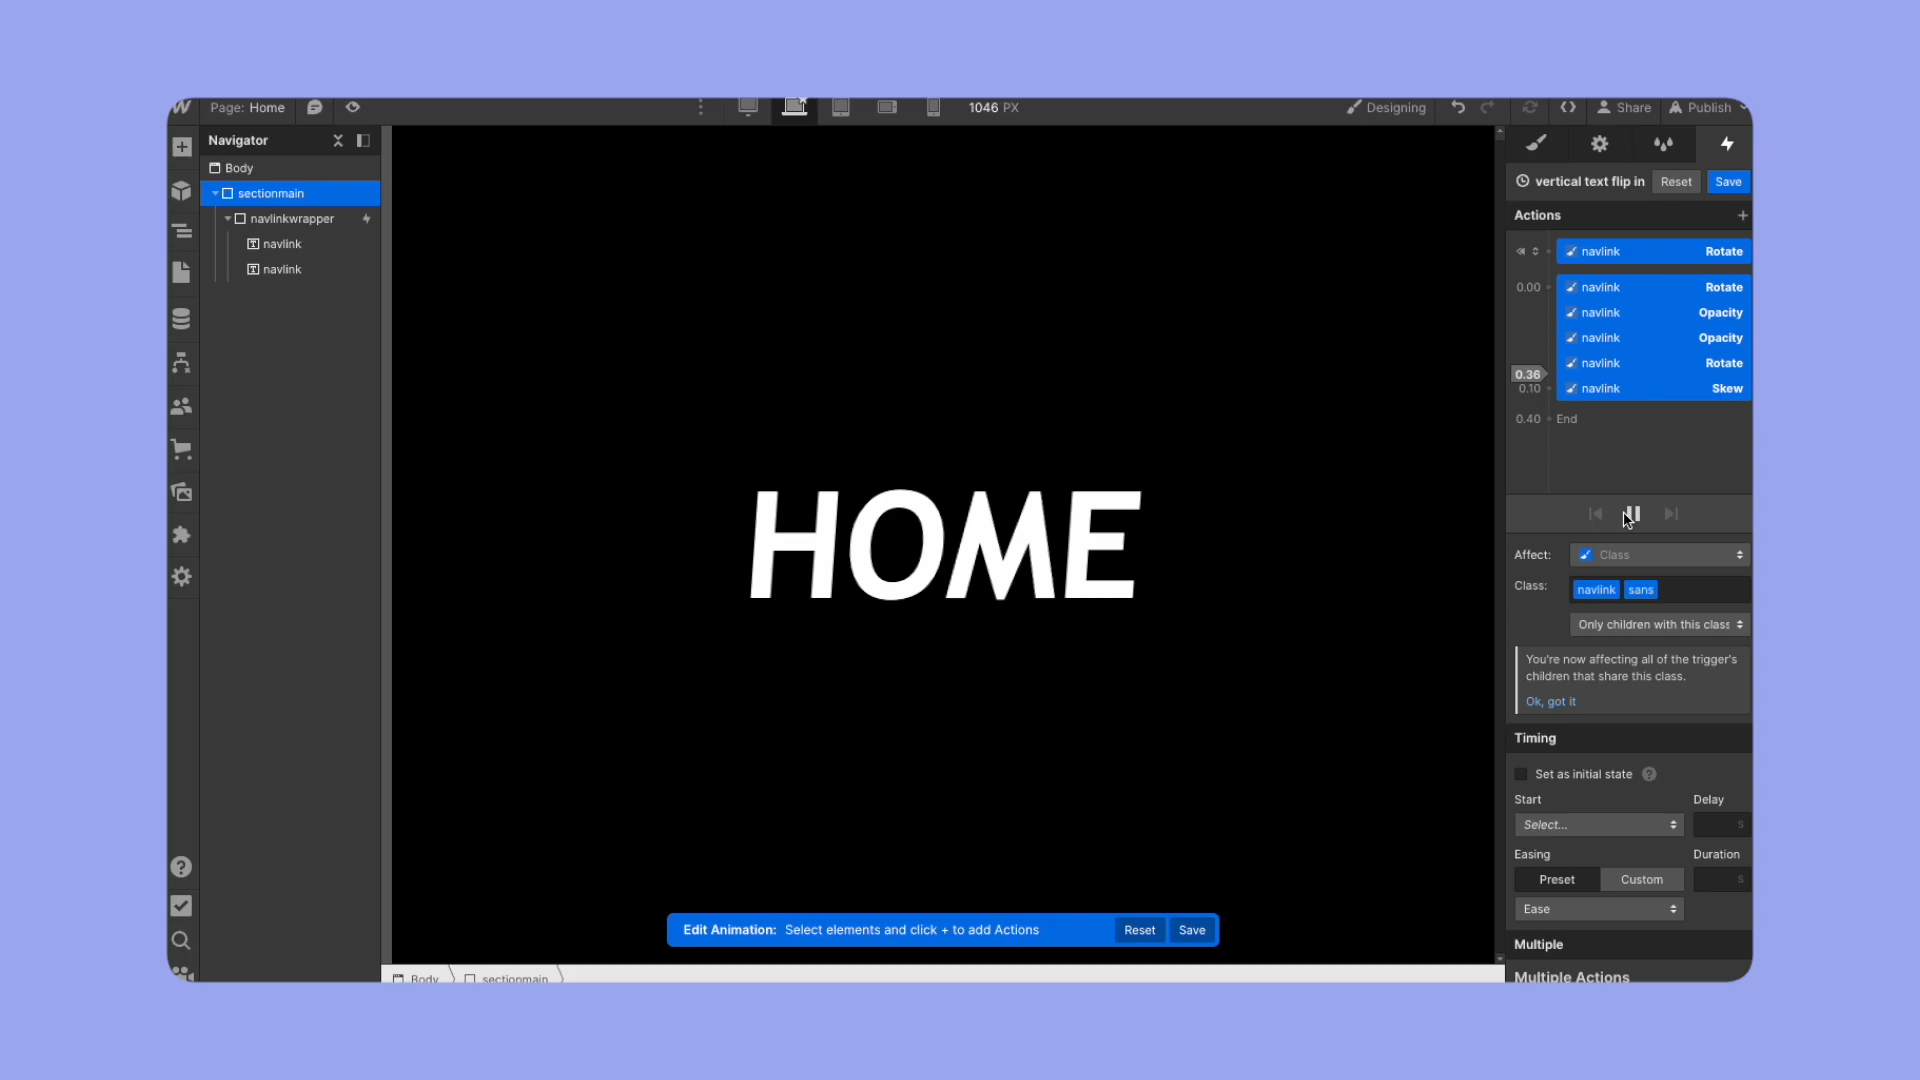 Page: Home
1046 PX
Designing
Share
Publish
Navigator
Body
sectionmain
navlinkwrapper
navlink
navlink
HOME
Edit Animation: Select elements and click + to add Actions
Reset
Save
Body
sectionmain
vertical text flip in
Reset
Save
Actions
navlink Rotate
0.00 navlink Rotate
navlink Opacity
navlink Opacity
navlink Rotate
0.36
0.10 navlink Skew
0.40 End
Affect: Class
Class: navlink sans
Only children with this class
You're now affecting all of the trigger's
children that share this class.
Ok, got it
Timing
Set as initial state
Start Delay
Select... S
Easing Duration
Preset Custom S
Ease
Multiple
Multiple Actions